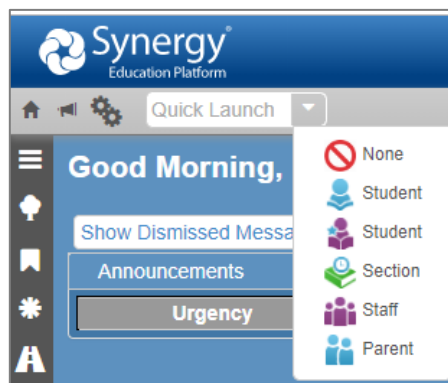 Synergy®
Education Platform
Quick Launch
None
Good Morning,
Student
Show Dismissed Messa
Student
Announcements
Section
Urgency
Staff
Parent